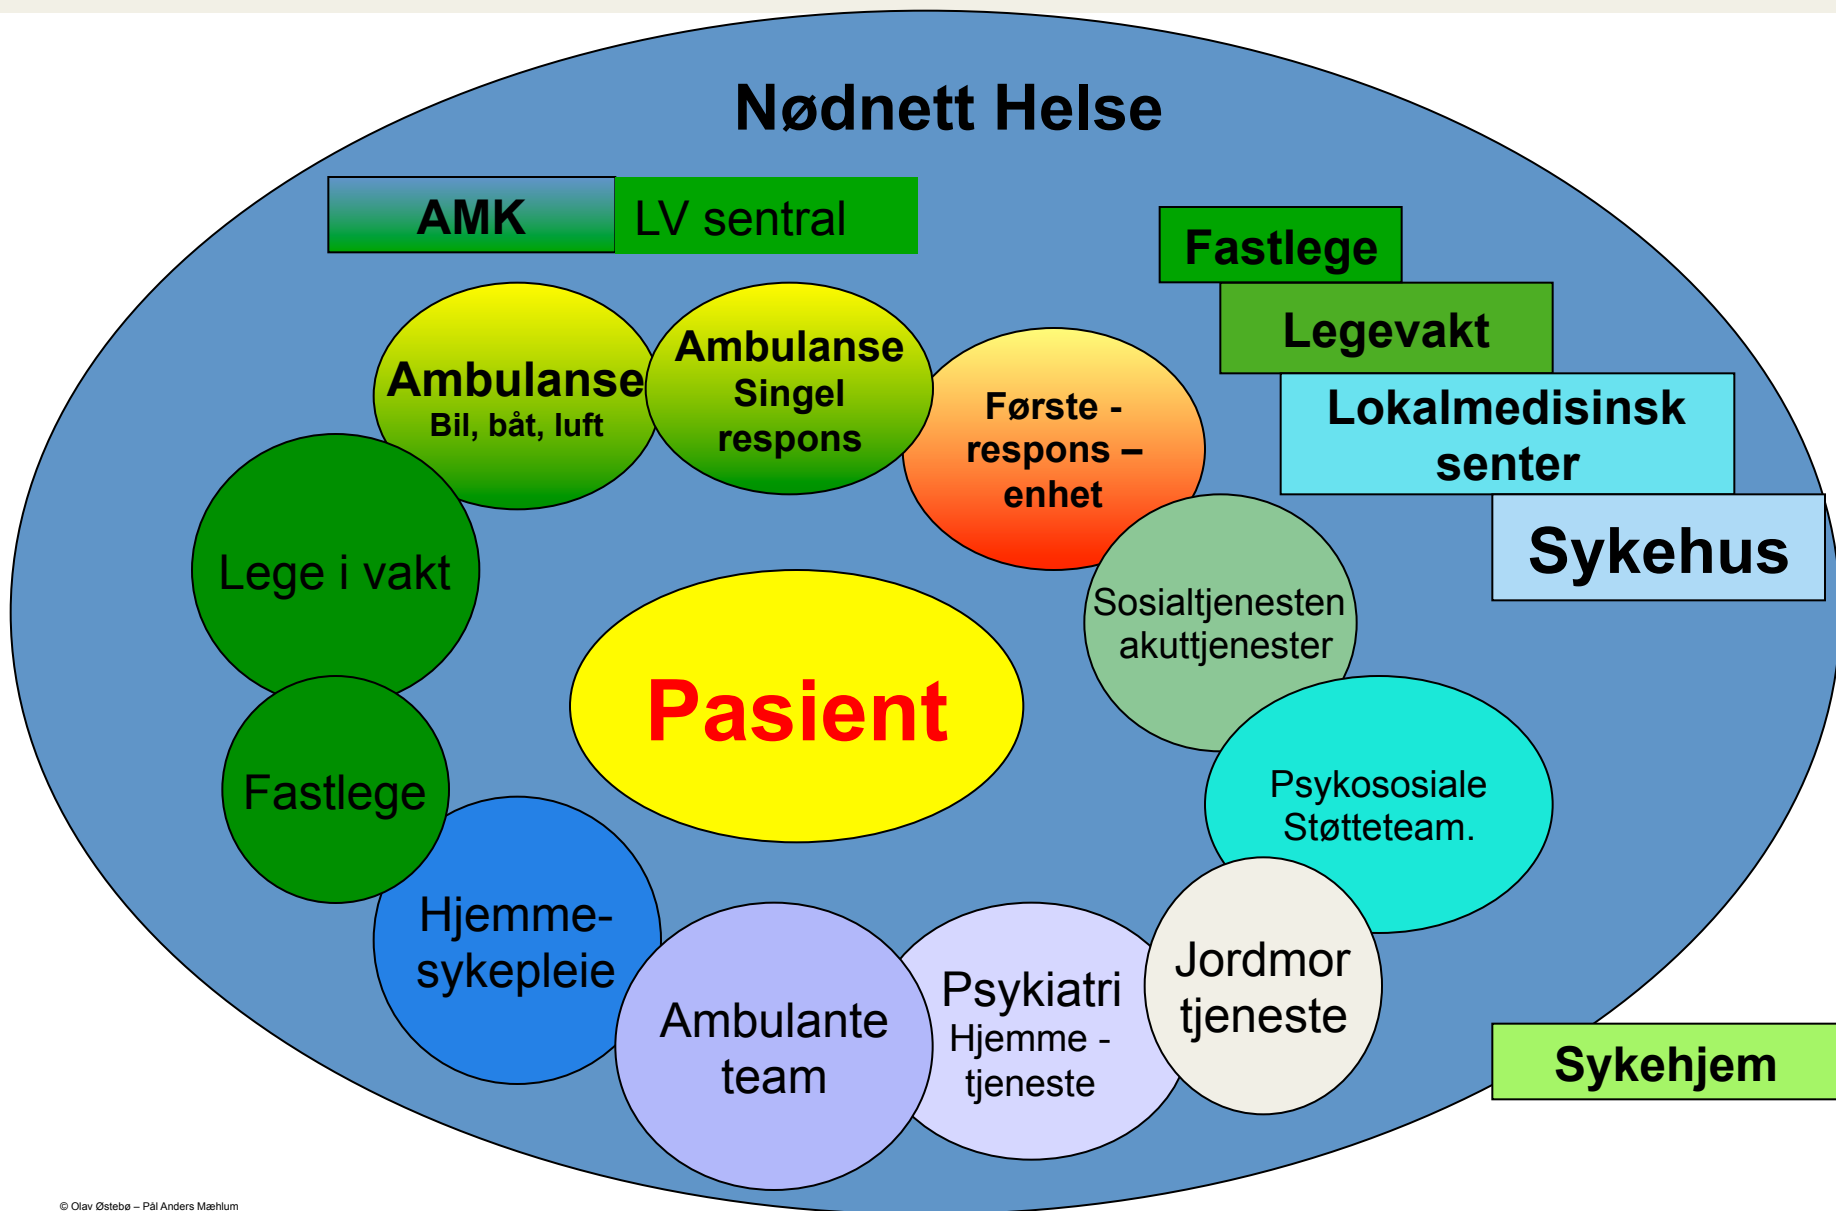 Nødnett Helse
AMK
LV sentral
Fastlege
Legevakt
Lokalmedisinsk
senter
Sykehus
Ambulanse
Bil, båt, luft
Ambulanse
Singel
respons
Første -
respons –
enhet
Lege i vakt
Sosialtjenesten
akuttjenester
Pasient
Fastlege
Psykososiale
Støtteteam.
Hjemme-
sykepleie
Ambulante
team
Psykiatri
Hjemme -
tjeneste
Jordmor
tjeneste
Sykehjem
© Olav Østebø – Pål Anders Mæhlum